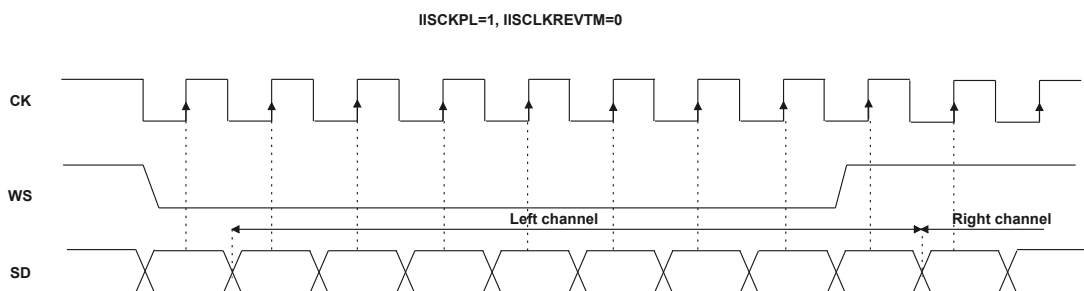 IISCKPL=1, IISCLKREVTM=0
CK
WS
Left channel
Right channel
SD